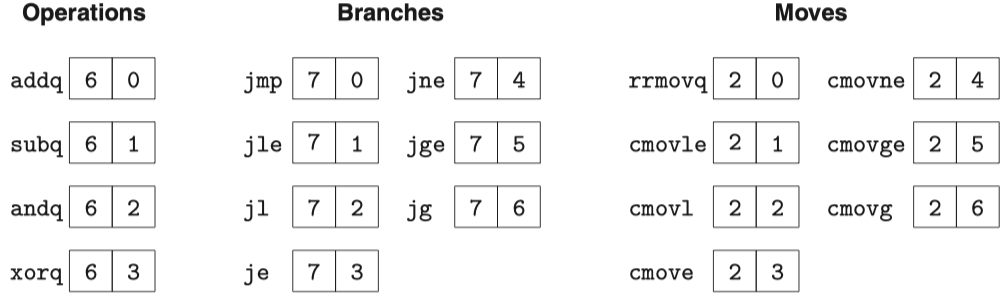 Operations Branches Moves
addq 6 0 jmp 7 0 jne 7 4 rrmovq 2 0 cmovne 2 4
subq 6 1 jle 7 1 jge 7 5 cmovle 2 1 cmovge 2 5
andq 6 2 jl 7 2 jg 7 6 cmovl 2 2 cmovg 2 6
xorq 6 3 je 7 3 cmove 2 3